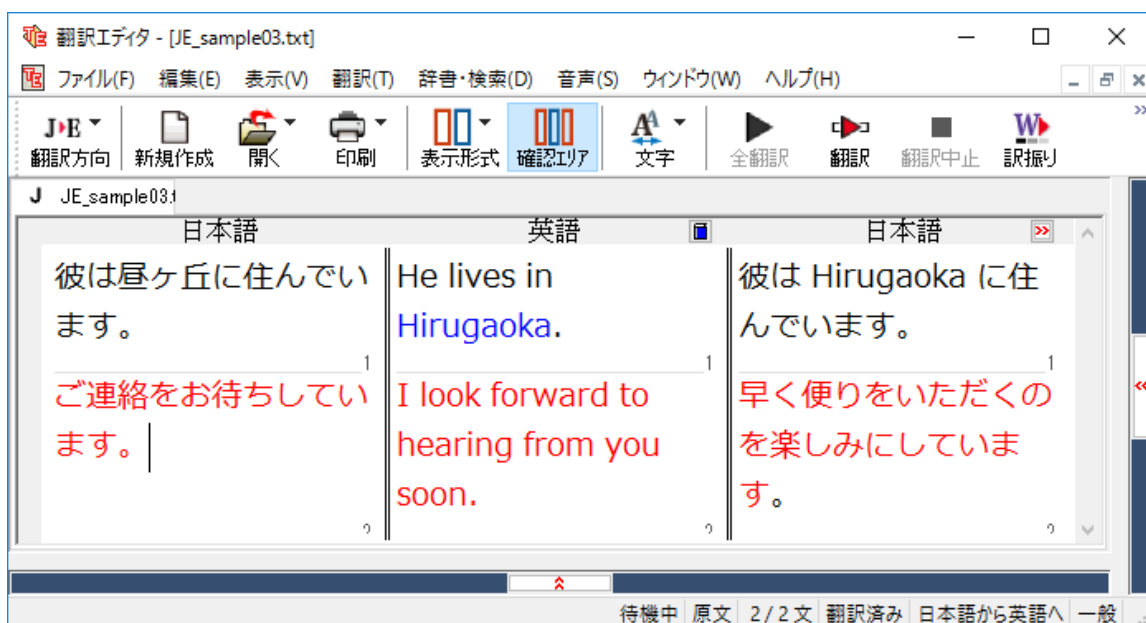 翻訳エディタ - [JE_sample03.txt]
ファイル(F) 編集(E) 表示(V) 翻訳(T) 辞書・検索(D) 音声(S) ウィンドウ(W) ヘルプ(H)
J▶E
翻訳方向 新規作成 開く 印刷 表示形式 確認エリア 文字 全翻訳 翻訳 翻訳中止 訳振り
J JE_sample03.t
日本語 英語 日本語
彼は昼ヶ丘に住んでい
ます。
1
He lives in
Hirugaoka.
1
彼は Hirugaoka に住
んでいます。
1
ご連絡をお待ちしてい
ます。
2
I look forward to
hearing from you
soon.
2
早く便りをいただくの
を楽しみにしていま
す。
2
待機中 原文 2/2文 翻訳済み 日本語から英語へ 一般